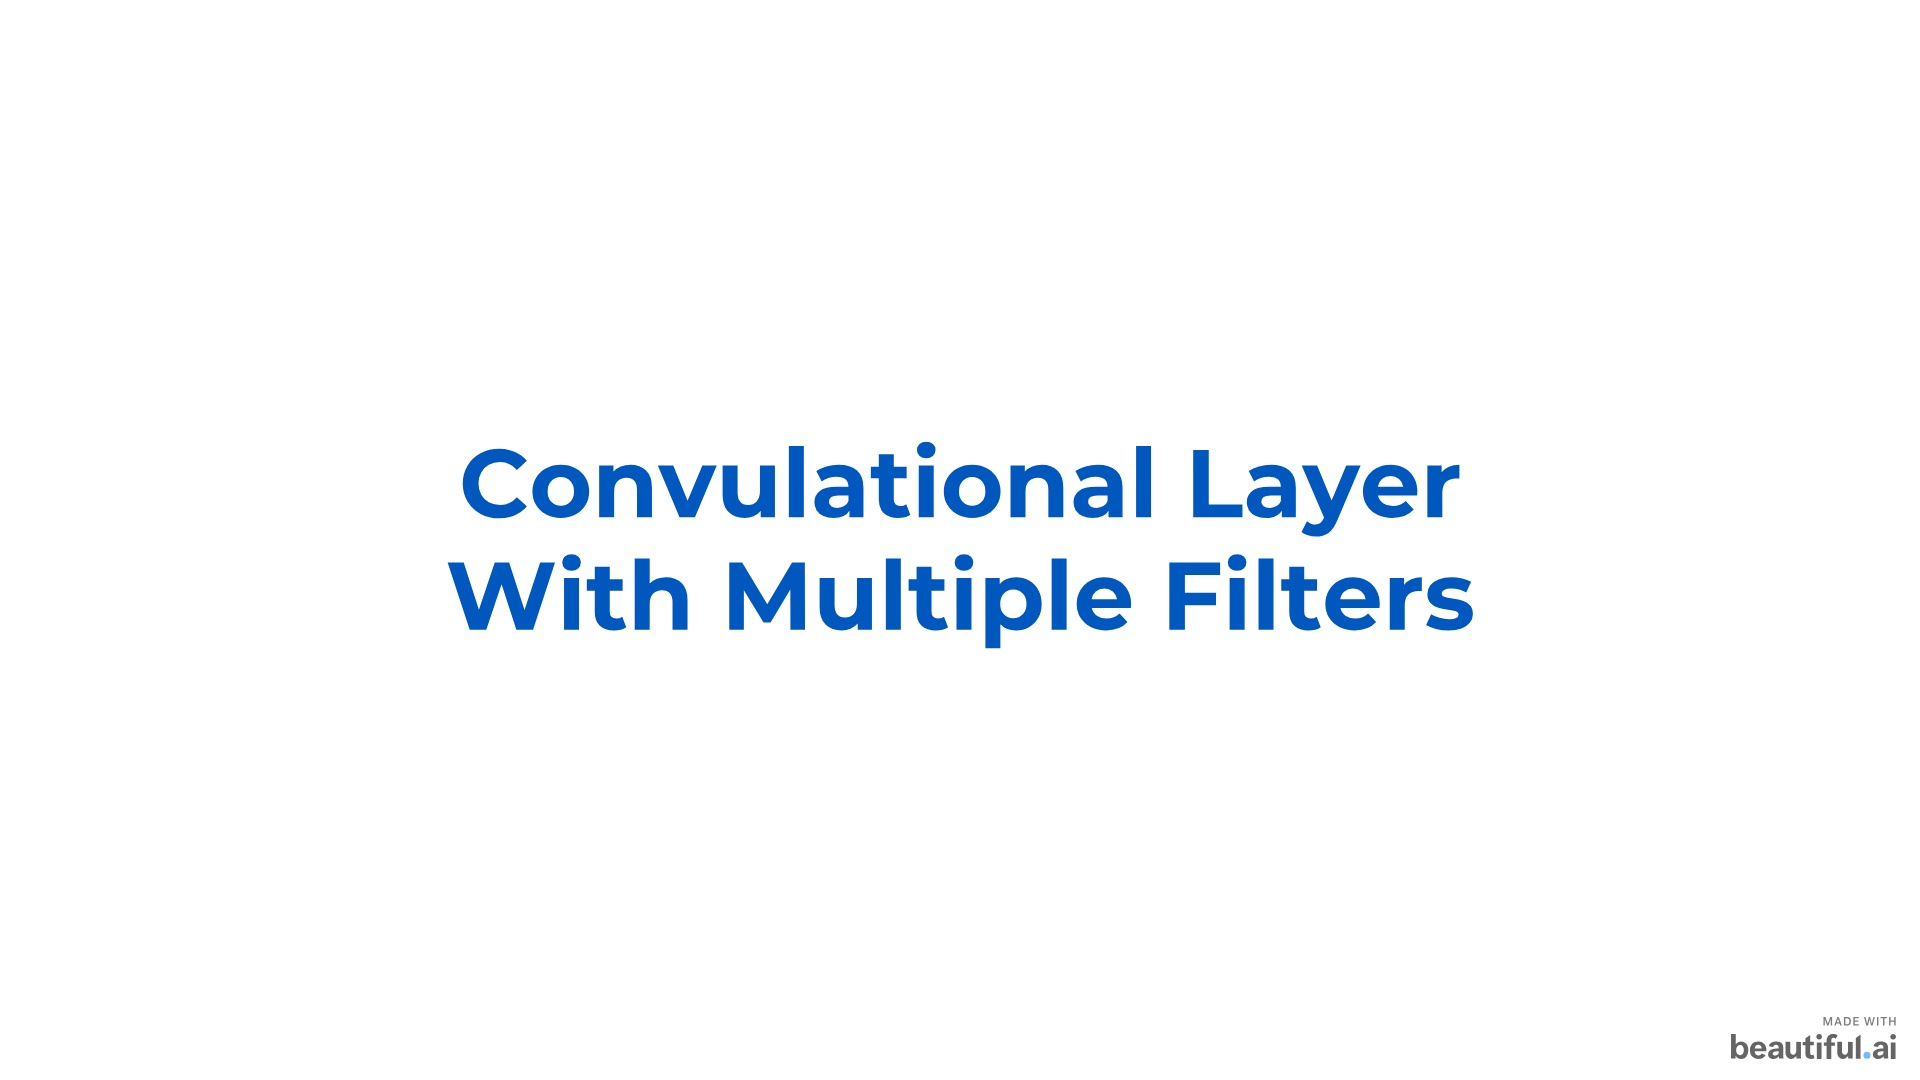 Convulational Layer
With Multiple Filters
MADE WITH
beautiful.ai